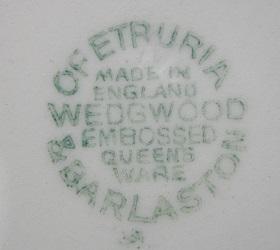 OF ETRURIA
MADE IN
ENGLAND
WEDGWOOD
EMBOSSED
QUEENS
WARE
& BARLASTON